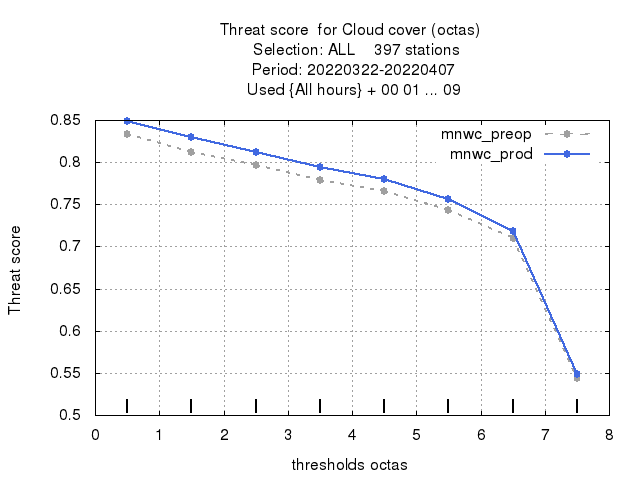 Threat score  for Cloud cover (octas)
Selection: ALL    397 stations
Period: 20220322-20220407
Used {All hours} + 00 01 ... 09
mnwc_preop
mnwc_prod
Threat score
0.85
0.8
0.75
0.7
0.65
0.6
0.55
0.5
0 1 2 3 4 5 6 7 8
thresholds octas